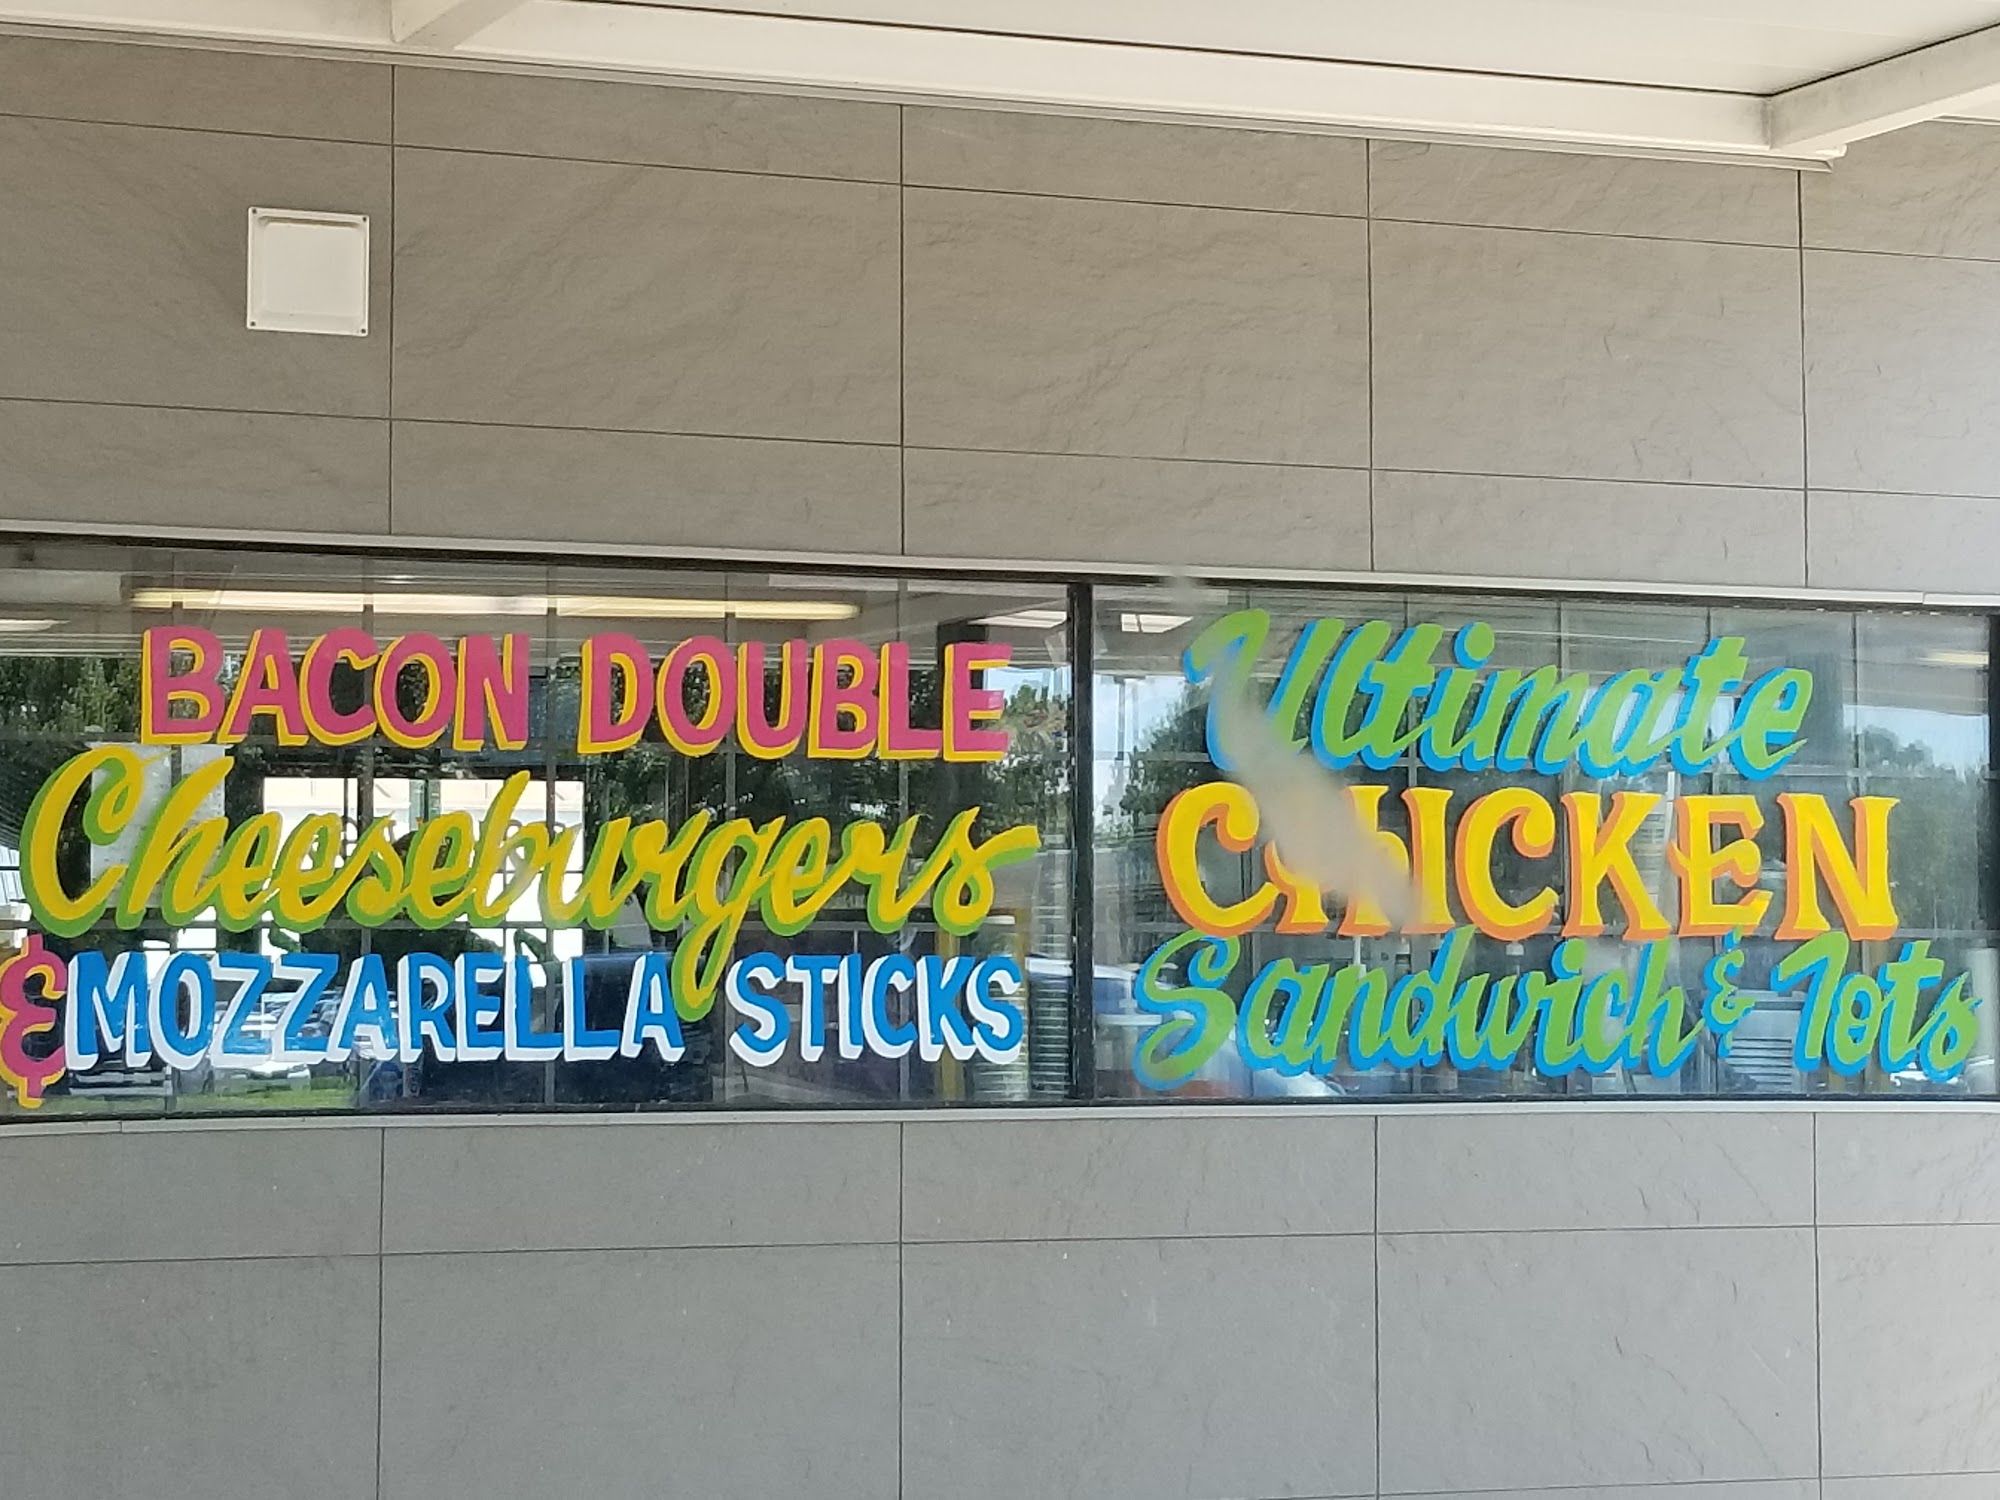 BACON DOUBLE
Cheeseburgers
& MOZZARELLA STICKS
Ultimate
CHICKEN
Sandwich & Tots